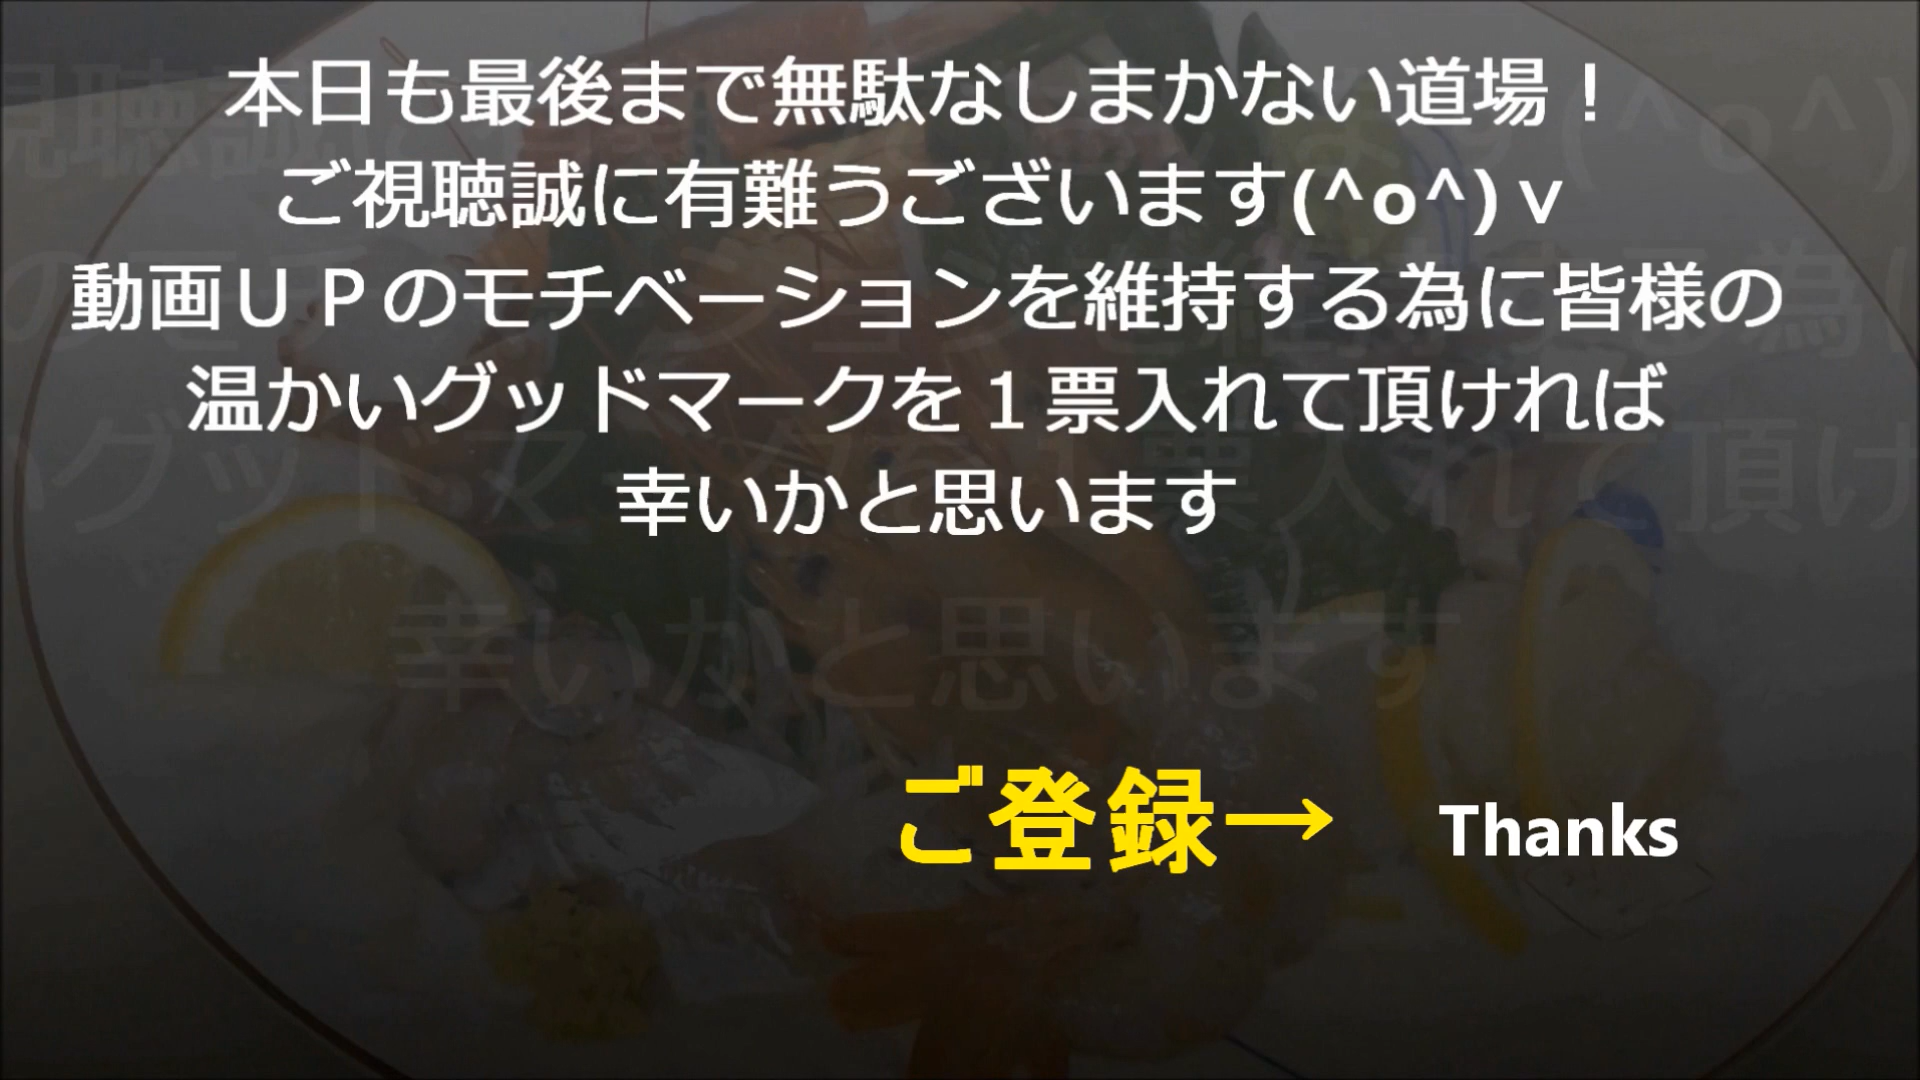 本日も最後まで無駄なしまかない道場！
ご視聴誠に有難うございます(^o^)ｖ
動画ＵＰのモチベーションを維持する為に皆様の
温かいグッドマークを１票入れて頂ければ
幸いかと思います
ご登録→ Thanks